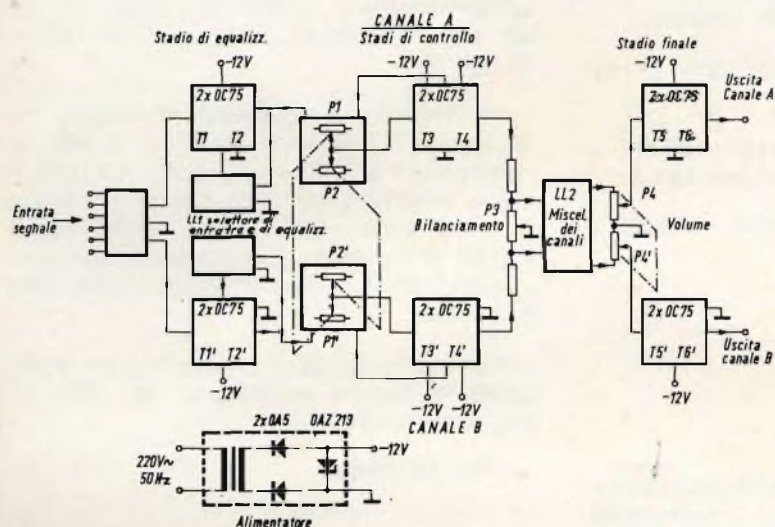 CANALE A
Stadio di equalizz.
Stadi di controllo
Stadio finale
-12V
-12V
-12V
-12V
2x OC75
T1 T2
P1
P2
2x OC75
T3 T4
2x OC75
T5 T6
Uscita
Canale A
Entrata
segnale
LL1 selettore di
entrata e di equalizz.
P3
Bilanciamento
LL2
Miscel.
dei
canali
P4
Volume
P4'
2x OC75
T1' T2'
-12V
P2'
P1'
2x OC75
T3' T4'
-12V
-12V
CANALE B
2x OC75
T5' T6'
-12V
Uscita
canale B
2x OA5
OAZ 213
220V~
50Hz
-12V
Alimentatore